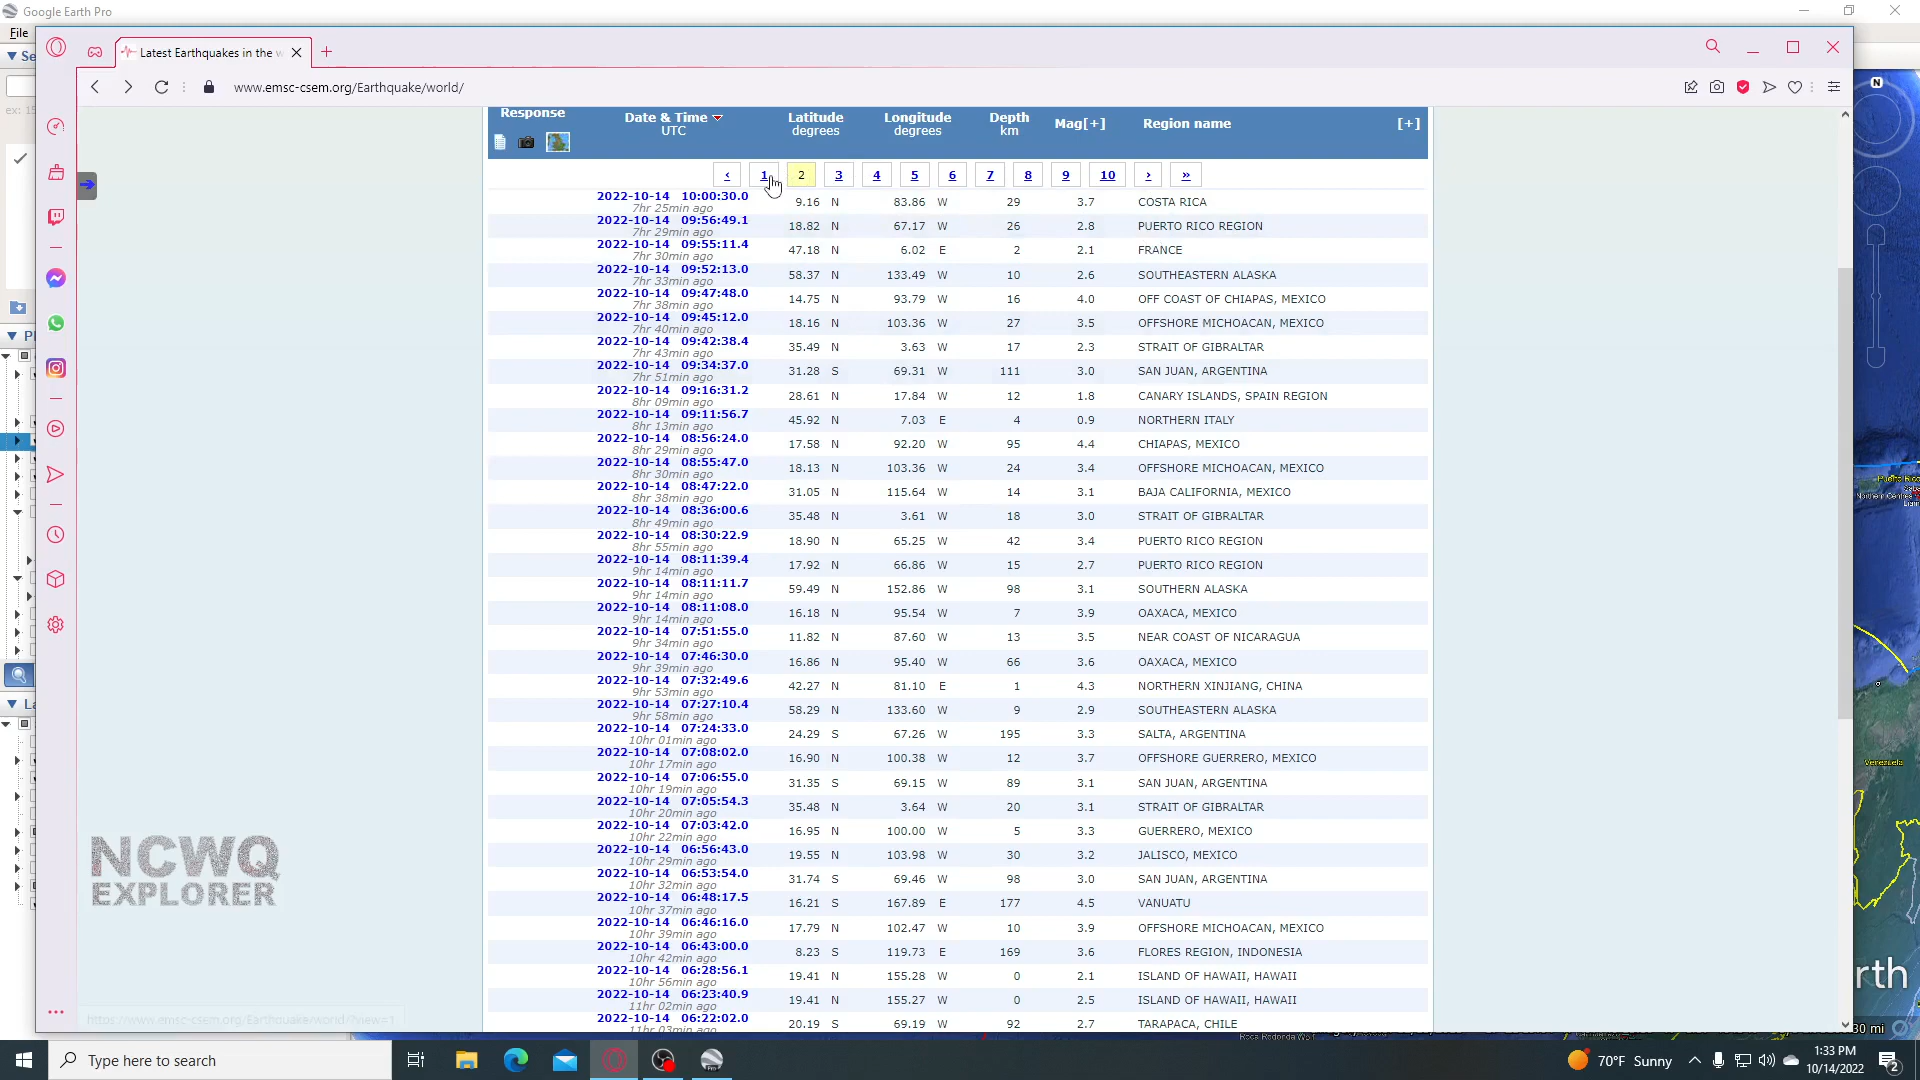 Google Earth Pro
File
Latest Earthquakes in the w
www.emsc-csem.org/Earthquake/world/
Response
Date & Time
UTC
Latitude
degrees
Longitude
degrees
Depth
km
Mag[+]
Region name
[+]
‹ 1 2 3 4 5 6 7 8 9 10 › »
2022-10-14 10:00:30.0 9.16 N 83.86 W 29 3.7 COSTA RICA
7hr 25min ago
2022-10-14 09:56:49.1 18.82 N 67.17 W 26 2.8 PUERTO RICO REGION
7hr 29min ago
2022-10-14 09:55:11.4 47.18 N 6.02 E 2 2.1 FRANCE
7hr 30min ago
2022-10-14 09:52:13.0 58.37 N 133.49 W 10 2.6 SOUTHEASTERN ALASKA
7hr 33min ago
2022-10-14 09:47:48.0 14.75 N 93.79 W 16 4.0 OFF COAST OF CHIAPAS, MEXICO
7hr 38min ago
2022-10-14 09:45:12.0 18.16 N 103.36 W 27 3.5 OFFSHORE MICHOACAN, MEXICO
7hr 40min ago
2022-10-14 09:42:38.4 35.49 N 3.63 W 17 2.3 STRAIT OF GIBRALTAR
7hr 43min ago
2022-10-14 09:34:37.0 31.28 S 69.31 W 111 3.0 SAN JUAN, ARGENTINA
7hr 51min ago
2022-10-14 09:16:31.2 28.61 N 17.84 W 12 1.8 CANARY ISLANDS, SPAIN REGION
8hr 09min ago
2022-10-14 09:11:56.7 45.92 N 7.03 E 4 0.9 NORTHERN ITALY
8hr 13min ago
2022-10-14 08:56:24.0 17.58 N 92.20 W 95 4.4 CHIAPAS, MEXICO
8hr 29min ago
2022-10-14 08:55:47.0 18.13 N 103.36 W 24 3.4 OFFSHORE MICHOACAN, MEXICO
8hr 30min ago
2022-10-14 08:47:22.0 31.05 N 115.64 W 14 3.1 BAJA CALIFORNIA, MEXICO
8hr 38min ago
2022-10-14 08:36:00.6 35.48 N 3.61 W 18 3.0 STRAIT OF GIBRALTAR
8hr 49min ago
2022-10-14 08:30:22.9 18.90 N 65.25 W 42 3.4 PUERTO RICO REGION
8hr 55min ago
2022-10-14 08:11:39.4 17.92 N 66.86 W 15 2.7 PUERTO RICO REGION
9hr 14min ago
2022-10-14 08:11:11.7 59.49 N 152.86 W 98 3.1 SOUTHERN ALASKA
9hr 14min ago
2022-10-14 08:11:08.0 16.18 N 95.54 W 7 3.9 OAXACA, MEXICO
9hr 14min ago
2022-10-14 07:51:55.0 11.82 N 87.60 W 13 3.5 NEAR COAST OF NICARAGUA
9hr 34min ago
2022-10-14 07:46:30.0 16.86 N 95.40 W 66 3.6 OAXACA, MEXICO
9hr 39min ago
2022-10-14 07:32:49.6 42.27 N 81.10 E 1 4.3 NORTHERN XINJIANG, CHINA
9hr 53min ago
2022-10-14 07:27:10.4 58.29 N 133.60 W 9 2.9 SOUTHEASTERN ALASKA
9hr 58min ago
2022-10-14 07:24:33.0 24.29 S 67.26 W 195 3.3 SALTA, ARGENTINA
10hr 01min ago
2022-10-14 07:08:02.0 16.90 N 100.38 W 12 3.7 OFFSHORE GUERRERO, MEXICO
10hr 17min ago
2022-10-14 07:06:55.0 31.35 S 69.15 W 89 3.1 SAN JUAN, ARGENTINA
10hr 19min ago
2022-10-14 07:05:54.3 35.48 N 3.64 W 20 3.1 STRAIT OF GIBRALTAR
10hr 20min ago
2022-10-14 07:03:42.0 16.95 N 100.00 W 5 3.3 GUERRERO, MEXICO
10hr 22min ago
2022-10-14 06:56:43.0 19.55 N 103.98 W 30 3.2 JALISCO, MEXICO
10hr 29min ago
2022-10-14 06:53:54.0 31.74 S 69.46 W 98 3.0 SAN JUAN, ARGENTINA
10hr 32min ago
2022-10-14 06:48:17.5 16.21 S 167.89 E 177 4.5 VANUATU
10hr 37min ago
2022-10-14 06:46:16.0 17.79 N 102.47 W 10 3.9 OFFSHORE MICHOACAN, MEXICO
10hr 39min ago
2022-10-14 06:43:00.0 8.23 S 119.73 E 169 3.6 FLORES REGION, INDONESIA
10hr 42min ago
2022-10-14 06:28:56.1 19.41 N 155.28 W 0 2.1 ISLAND OF HAWAII, HAWAII
10hr 56min ago
2022-10-14 06:23:40.9 19.41 N 155.27 W 0 2.5 ISLAND OF HAWAII, HAWAII
11hr 02min ago
2022-10-14 06:22:02.0 20.19 S 69.19 W 92 2.7 TARAPACA, CHILE
11hr 03min ago
NCWQ
EXPLORER
https://www.emsc-csem.org/Earthquake/world/?view=1
N
Puerto Rico
Venezuela
rth
30 mi
Type here to search
70°F Sunny
1:33 PM
10/14/2022
2